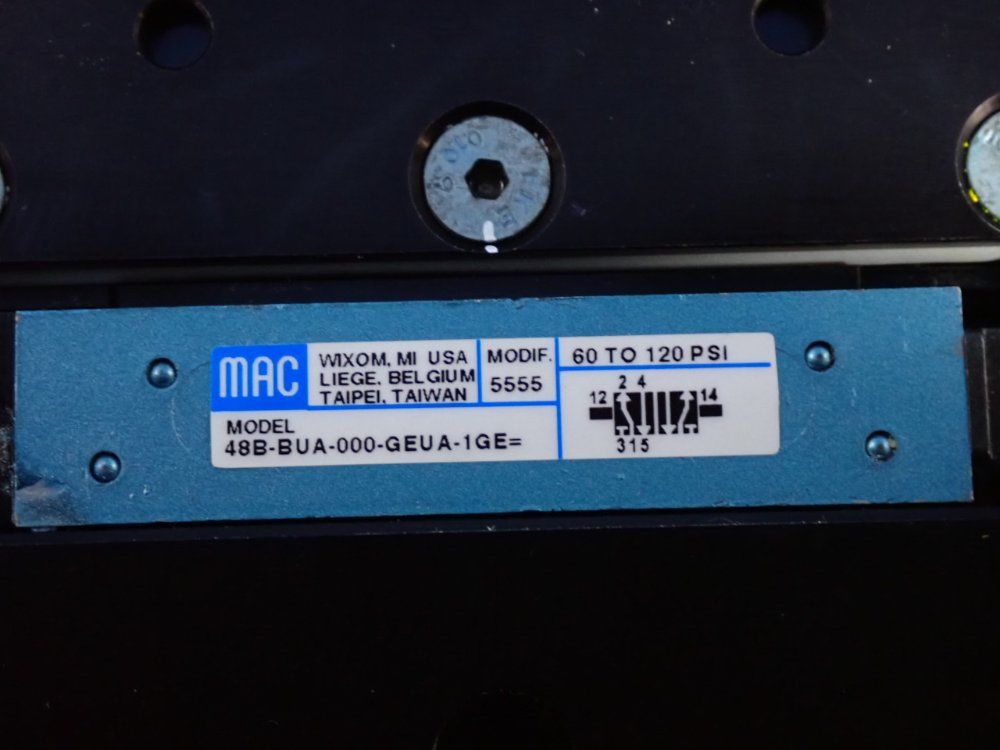 MAC
WIXOM, MI USA
LIEGE, BELGIUM
TAIPEI, TAIWAN
MODIF.
5555
60 TO 120 PSI
MODEL
48B-BUA-000-GEUA-1GE=
2 4
12 14
315